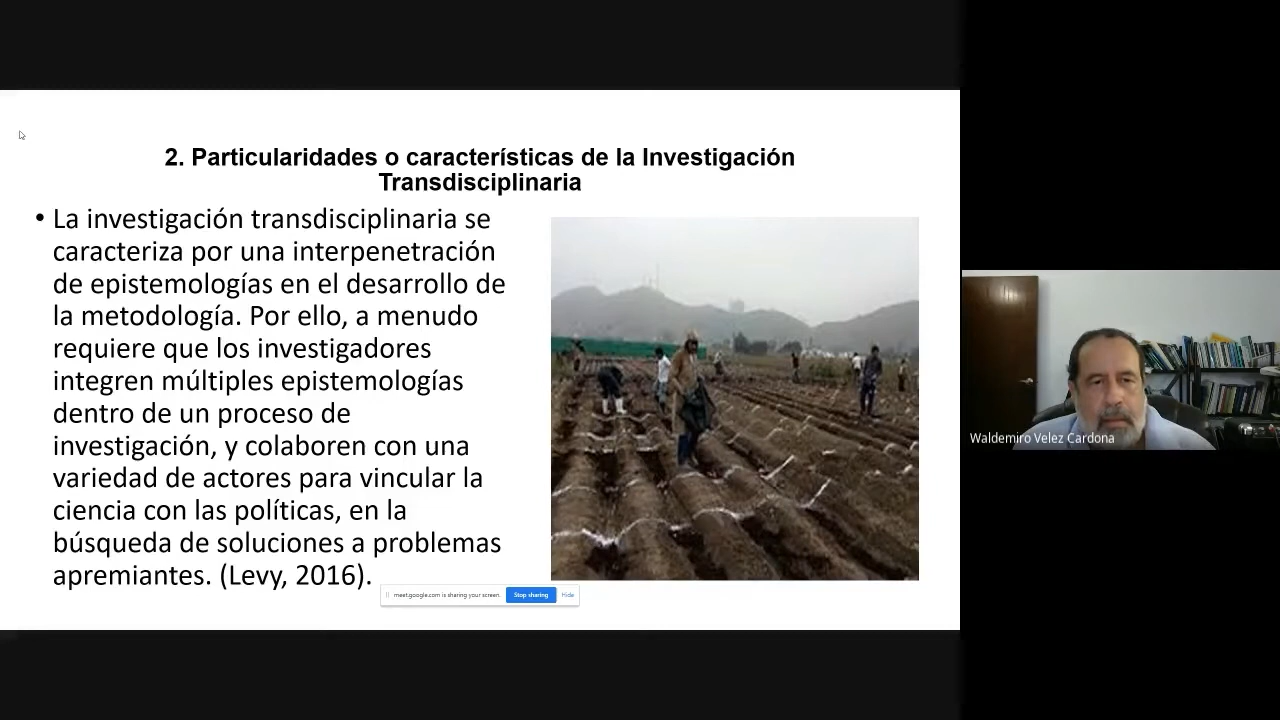 2. Particularidades o características de la Investigación
Transdisciplinaria
• La investigación transdisciplinaria se
caracteriza por una interpenetración
de epistemologías en el desarrollo de
la metodología. Por ello, a menudo
requiere que los investigadores
integren múltiples epistemologías
dentro de un proceso de
investigación, y colaboren con una
variedad de actores para vincular la
ciencia con las políticas, en la
búsqueda de soluciones a problemas
apremiantes. (Levy, 2016).
meet.google.com is sharing your screen.
Stop sharing
Hide
Waldemiro Velez Cardona